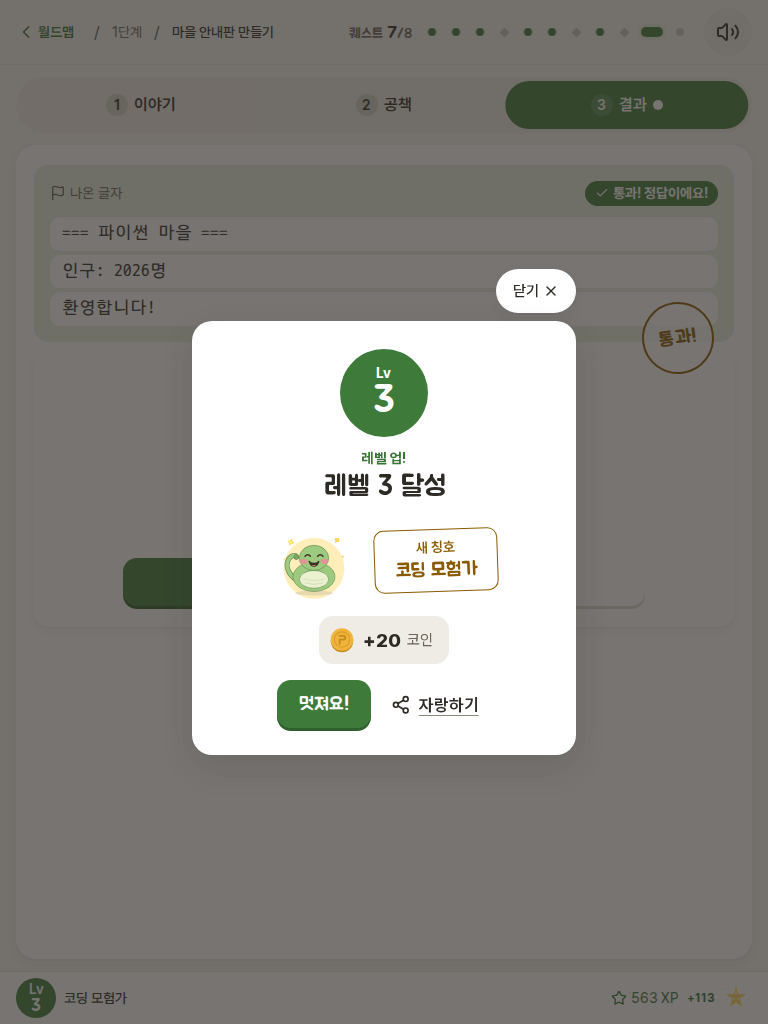 월드맵 / 1단계 / 마을 안내판 만들기 퀘스트 7/8
1 이야기 2 공책 3 결과
나온 글자 통과! 정답이에요!
=== 파이썬 마을 ===
인구: 2026명
환영합니다!
닫기
통과!
Lv
3
레벨 업!
레벨 3 달성
새 칭호
코딩 모험가
+20 코인
멋져요! 자랑하기
Lv
3
코딩 모험가 563 XP +113